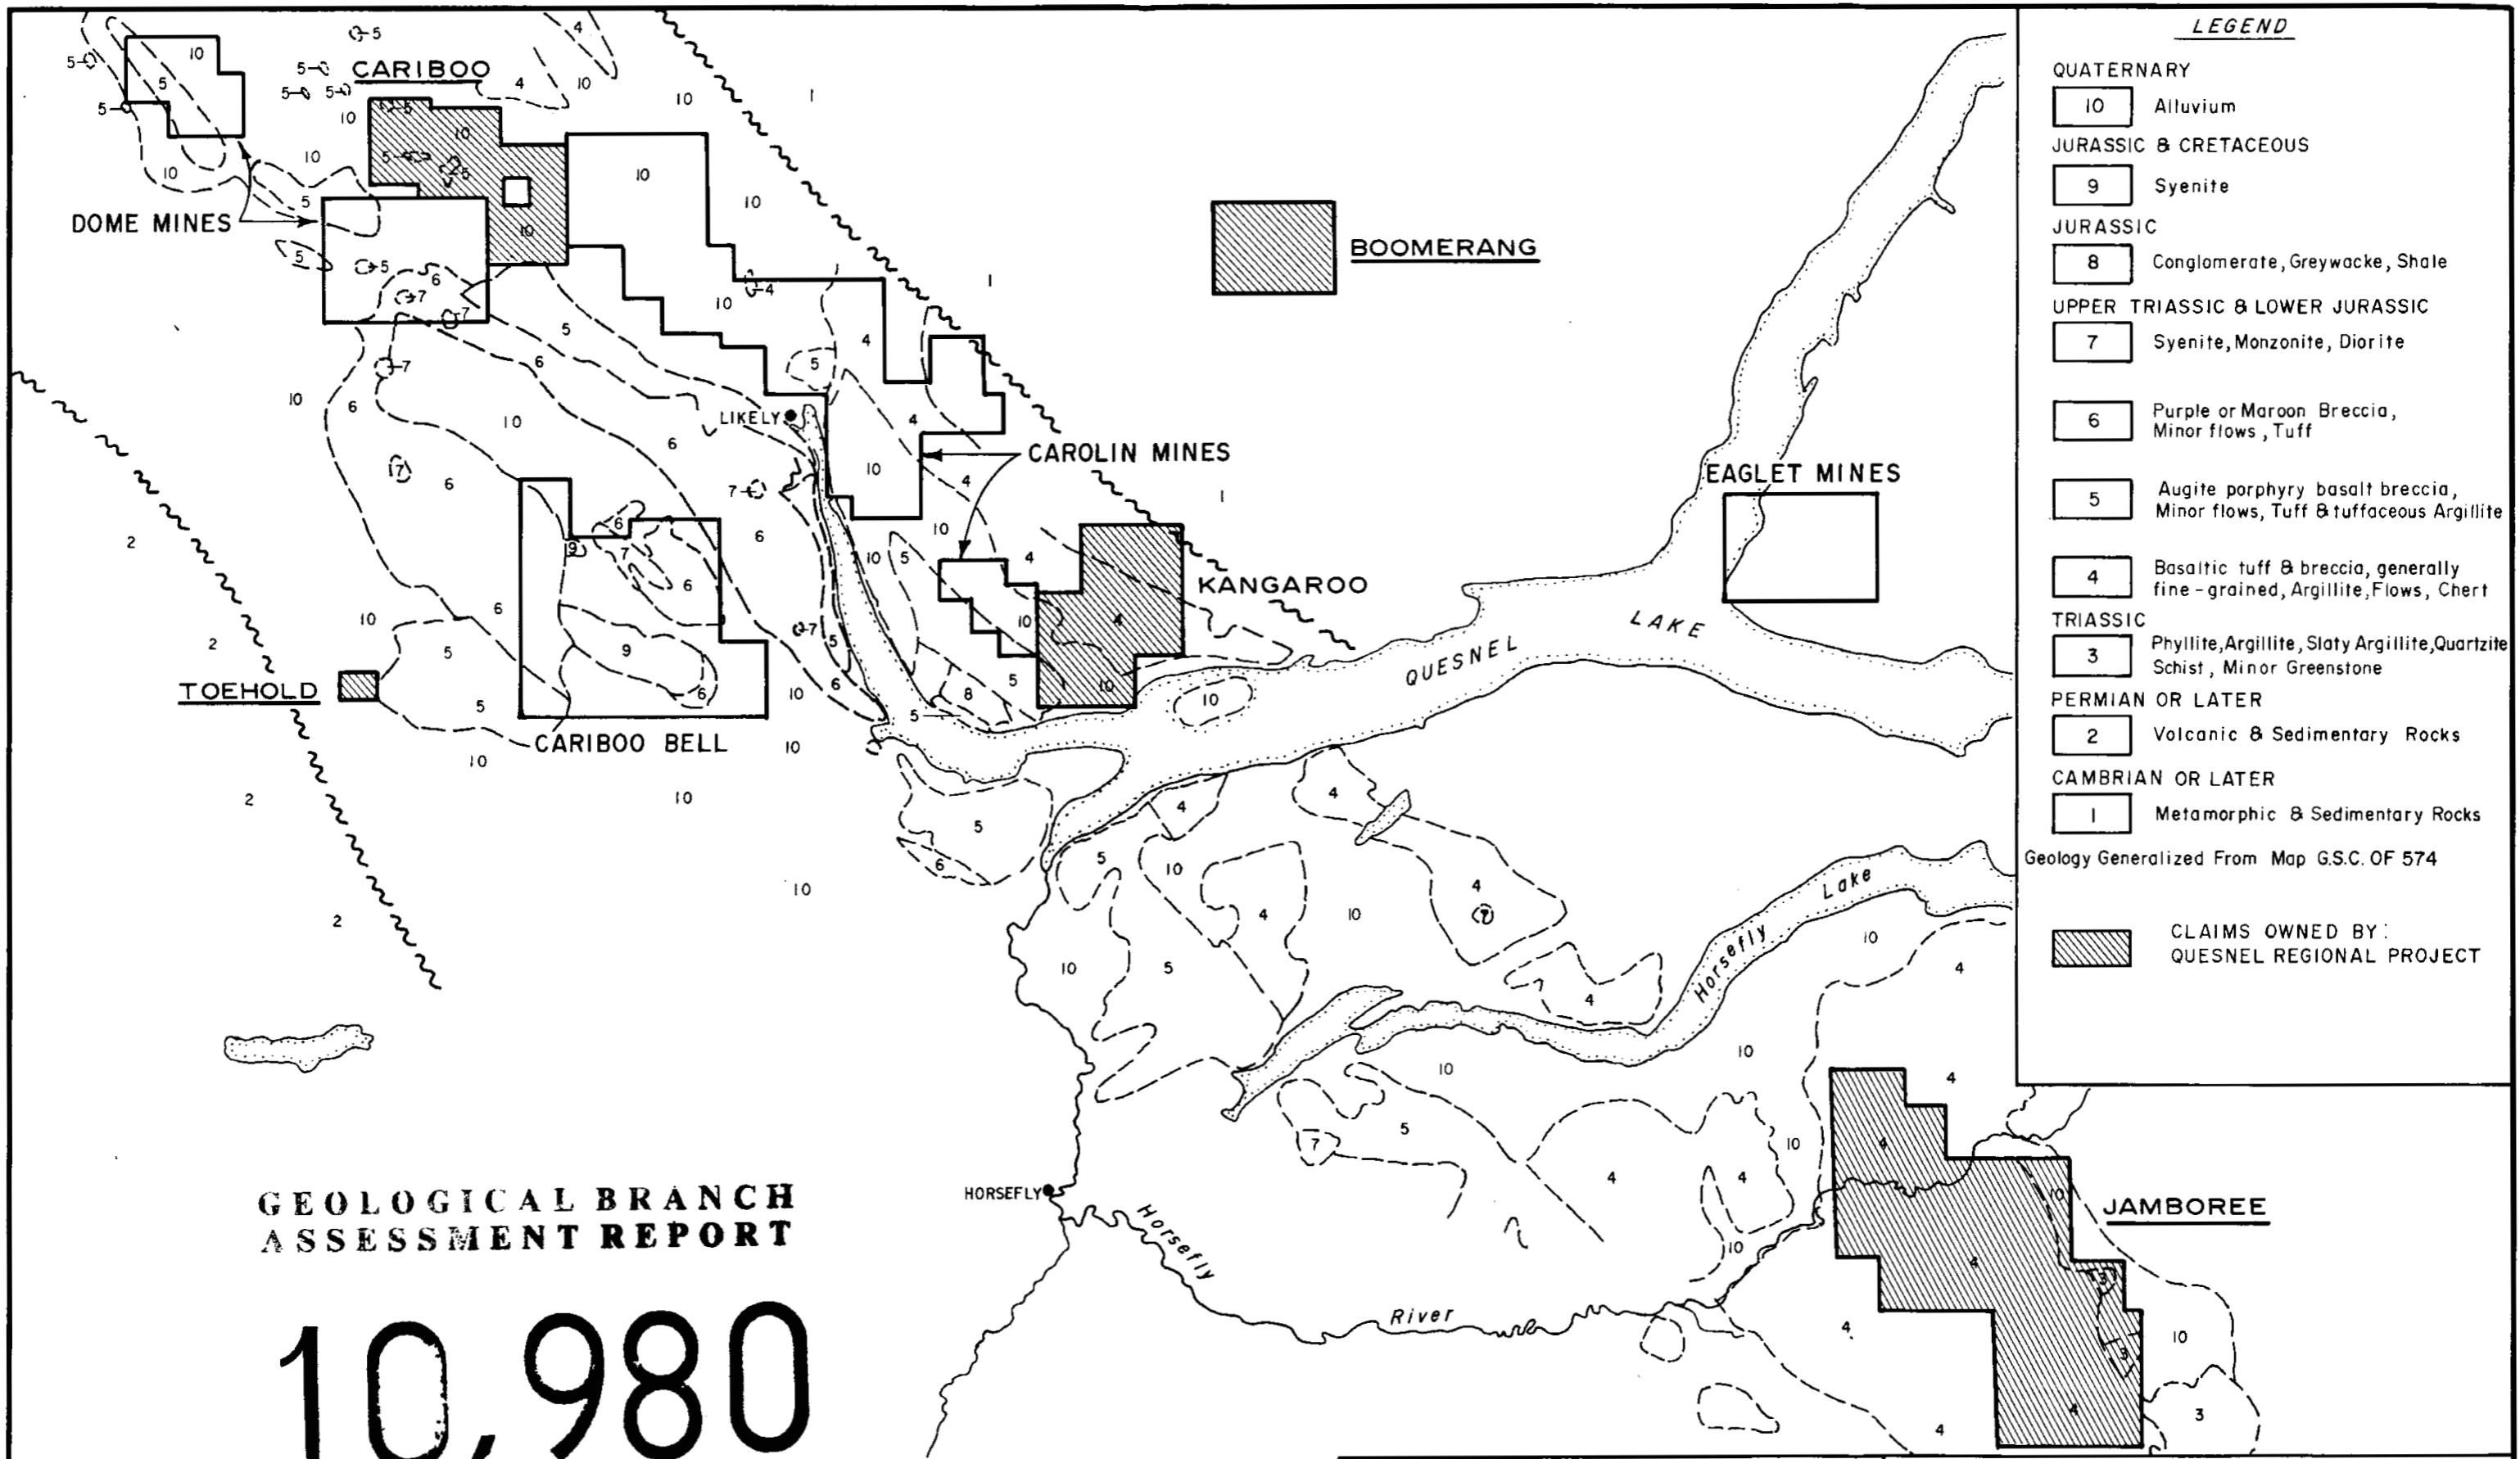 LEGEND
QUATERNARY
10 Alluvium
JURASSIC & CRETACEOUS
9 Syenite
JURASSIC
8 Conglomerate, Greywacke, Shale
UPPER TRIASSIC & LOWER JURASSIC
7 Syenite, Monzonite, Diorite
6 Purple or Maroon Breccia,
Minor flows, Tuff
5 Augite porphyry basalt breccia,
Minor flows, Tuff & tuffaceous Argillite
4 Basaltic tuff & breccia, generally
fine-grained, Argillite, Flows, Chert
TRIASSIC
3 Phyllite, Argillite, Slaty Argillite, Quartzite
Schist, Minor Greenstone
PERMIAN OR LATER
2 Volcanic & Sedimentary Rocks
CAMBRIAN OR LATER
1 Metamorphic & Sedimentary Rocks
Geology Generalized From Map G.S.C. OF 574
CLAIMS OWNED BY:
QUESNEL REGIONAL PROJECT
CARIBOO
DOME MINES
BOOMERANG
LIKELY
CAROLIN MINES
EAGLET MINES
KANGAROO
QUESNEL LAKE
TOEHOLD
CARIBOO BELL
Horsefly Lake
HORSEFLY
Horsefly River
JAMBOREE
GEOLOGICAL BRANCH
ASSESSMENT REPORT
10,980